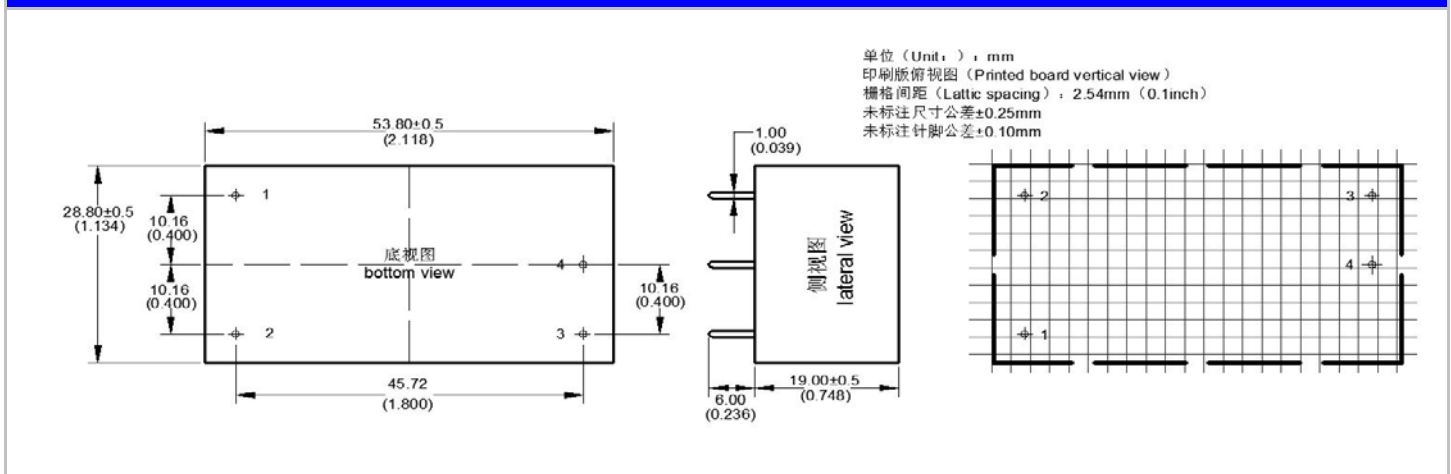 单位（Unit：）：mm
印刷版俯视图（Printed board vertical view）
栅格间距（Lattic spacing）：2.54mm（0.1inch）
未标注尺寸公差±0.25mm
未标注针脚公差±0.10mm
53.80±0.5
(2.118)
28.80±0.5
(1.134)
1
10.16
(0.400)
底视图
bottom view
4
10.16
(0.400)
10.16
(0.400)
2
3
45.72
(1.800)
1.00
(0.039)
侧视图
lateral view
6.00
(0.236)
19.00±0.5
(0.748)
2
3
4
1